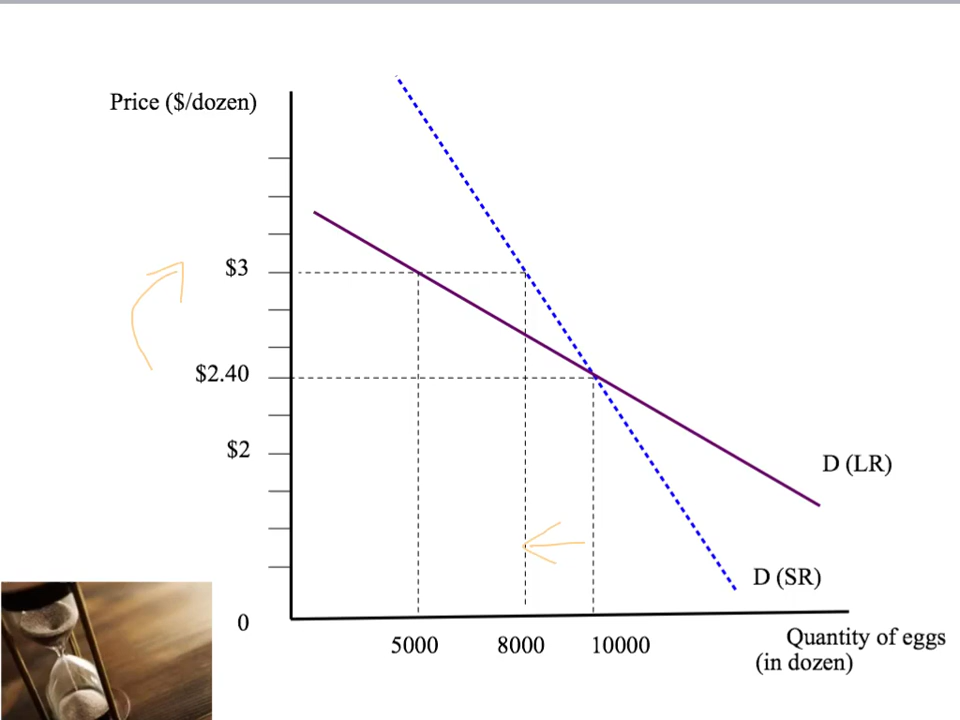 Price ($/dozen)
$3
$2.40
$2
D (LR)
D (SR)
0
5000 8000 10000
Quantity of eggs
(in dozen)